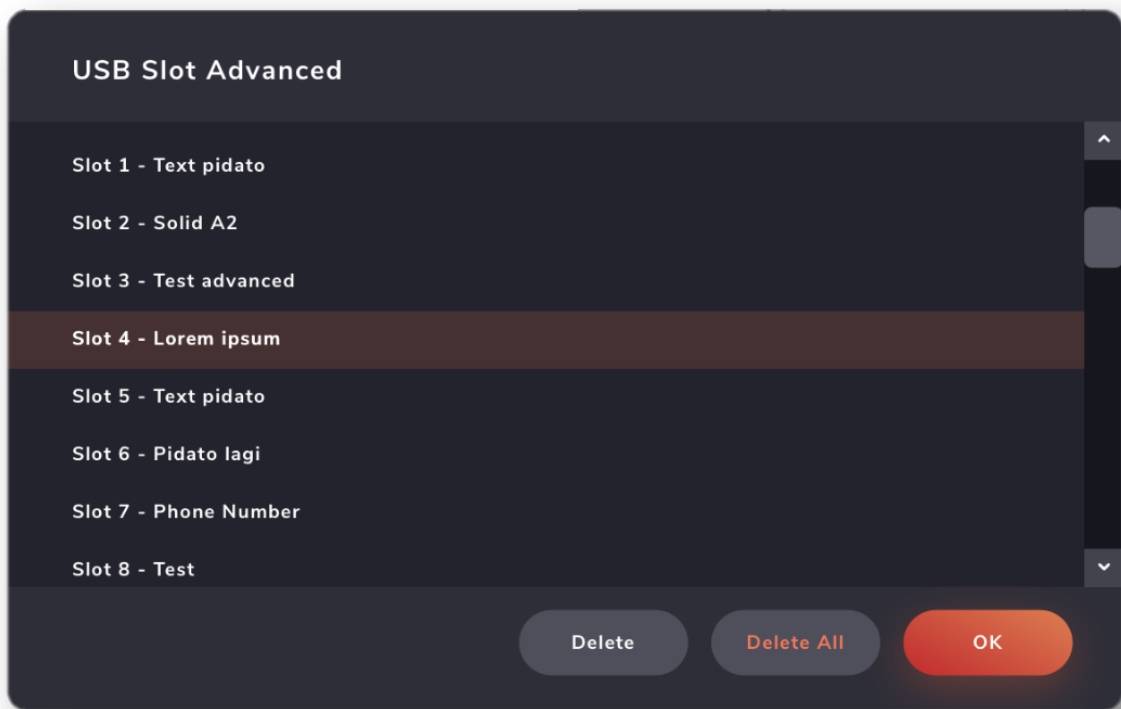 USB Slot Advanced
Slot 1 - Text pidato
Slot 2 - Solid A2
Slot 3 - Test advanced
Slot 4 - Lorem ipsum
Slot 5 - Text pidato
Slot 6 - Pidato lagi
Slot 7 - Phone Number
Slot 8 - Test
Delete
Delete All
OK